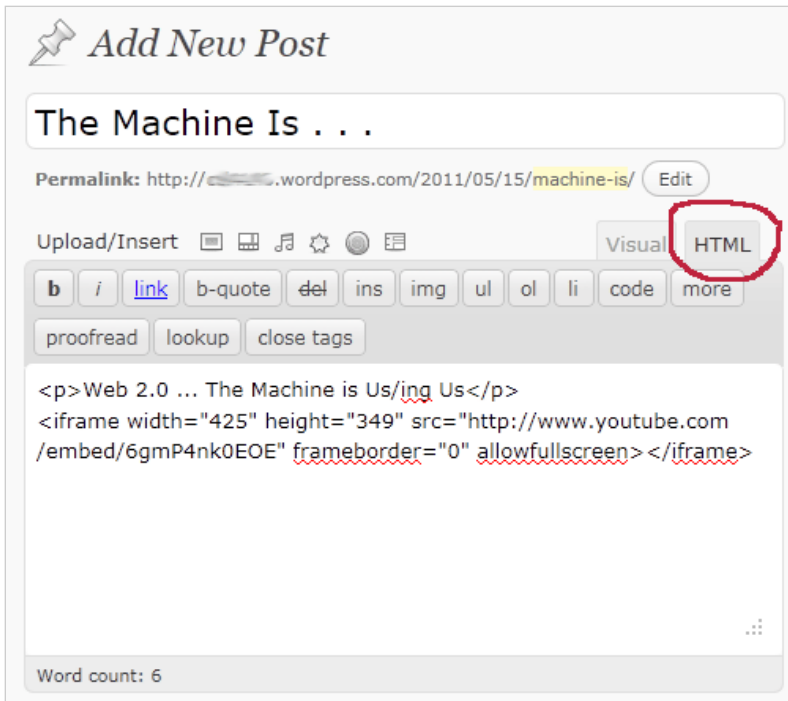 Add New Post
The Machine Is . . .
Permalink: http:// .wordpress.com/2011/05/15/machine-is/ Edit
Upload/Insert Visual HTML
b i link b-quote del ins img ul ol li code more
proofread lookup close tags
<p>Web 2.0 ... The Machine is Us/ing Us</p>
<iframe width="425" height="349" src="http://www.youtube.com
/embed/6gmP4nk0EOE" frameborder="0" allowfullscreen></iframe>
Word count: 6